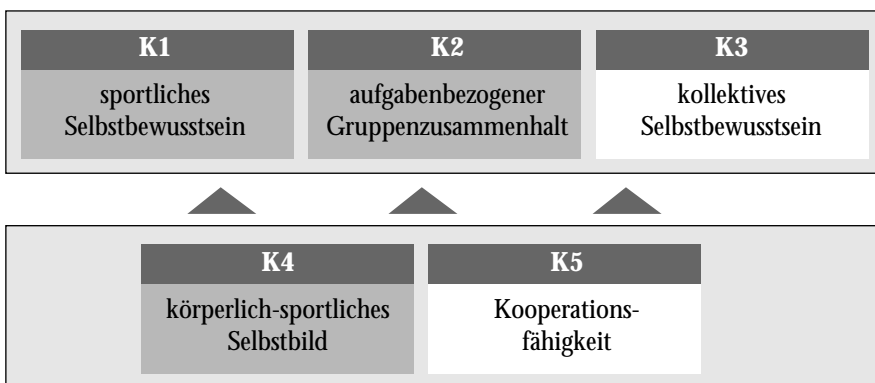 K1
sportliches
Selbstbewusstsein
K2
aufgabenbezogener
Gruppenzusammenhalt
K3
kollektives
Selbstbewusstsein
K4
körperlich-sportliches
Selbstbild
K5
Kooperations-
fähigkeit